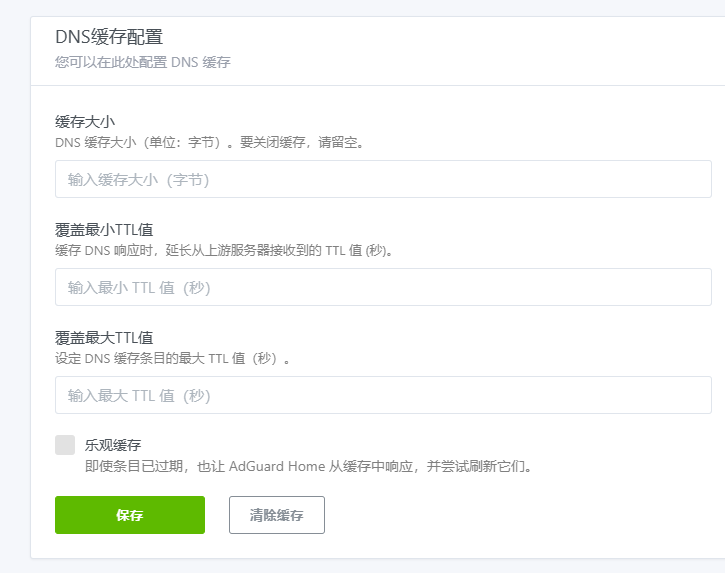 DNS缓存配置
您可以在此处配置 DNS 缓存
缓存大小
DNS 缓存大小（单位：字节）。要关闭缓存，请留空。
输入缓存大小（字节）
覆盖最小TTL值
缓存 DNS 响应时，延长从上游服务器接收到的 TTL 值 (秒)。
输入最小 TTL 值（秒）
覆盖最大TTL值
设定 DNS 缓存条目的最大 TTL 值（秒）。
输入最大 TTL 值（秒）
乐观缓存
即使条目已过期，也让 AdGuard Home 从缓存中响应，并尝试刷新它们。
保存
清除缓存